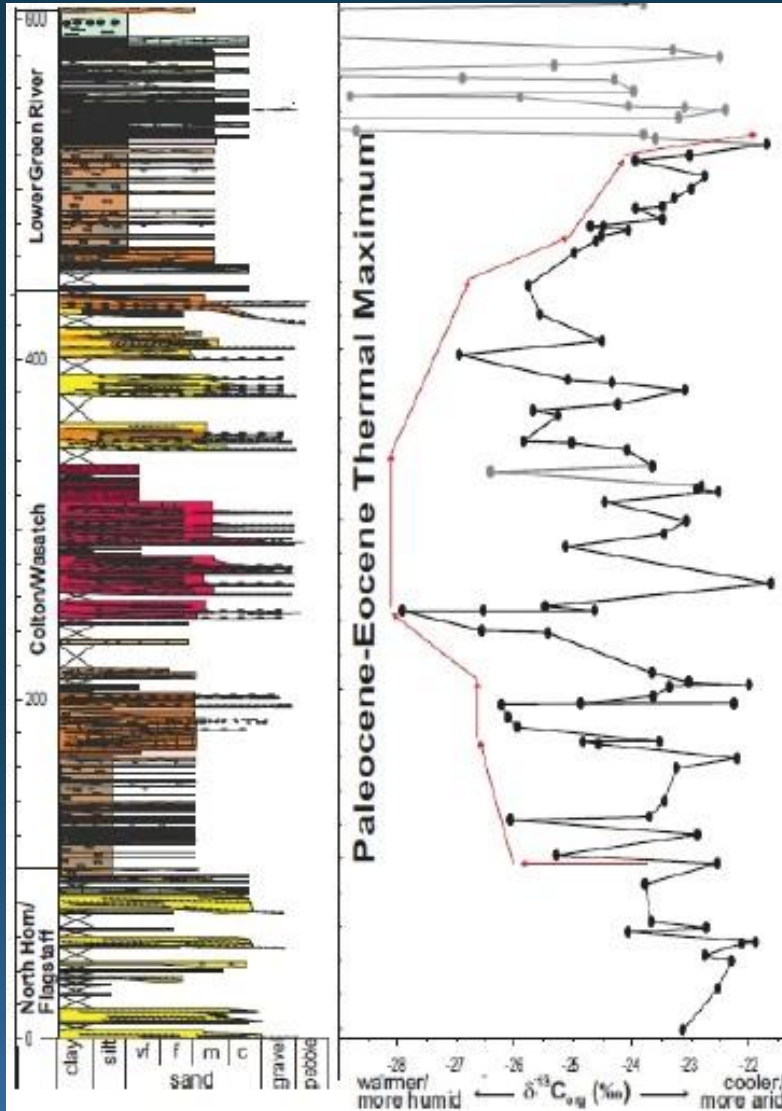 600
400
200
0
Lower Green River
Colton/Wasatch
North Horn/
Flagstaff
Paleocene-Eocene Thermal Maximum
clay
silt
vf
f
m
c
gravel
pebble
sand
-28 -27 -26 -25 -24 -23 -22
warmer/ ← δ¹³Corg (‰) → cooler/
more humid more arid